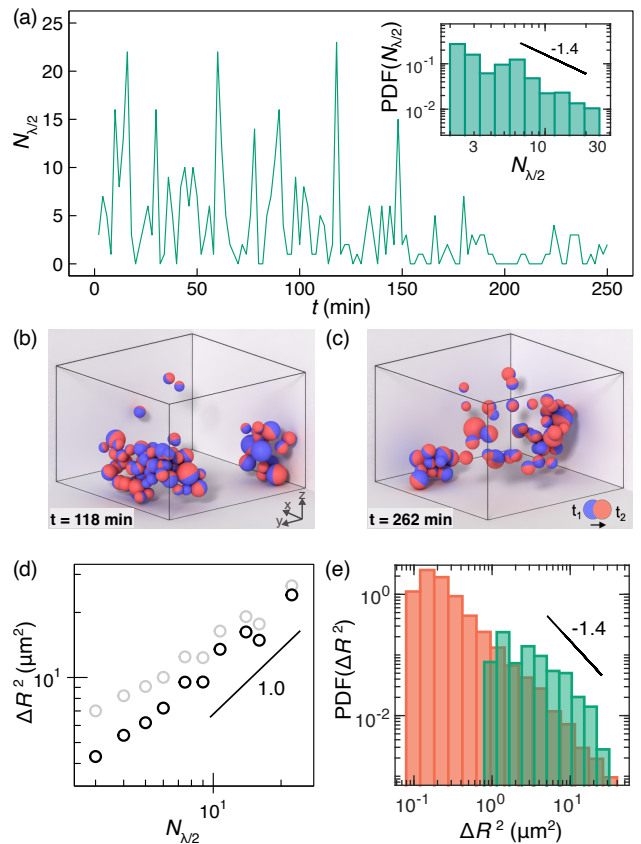 (a)
25
20
15
10
5
0
N_{λ/2}
0
50
100
150
200
250
t (min)
PDF(N_{λ/2})
10^{-1}
10^{-2}
-1.4
3
10
30
N_{λ/2}
(b)
t = 118 min
x
y
z
(c)
t = 262 min
t_1
t_2
(d)
ΔR^2 (μm^2)
10^1
1.0
10^1
N_{λ/2}
(e)
PDF(ΔR^2)
10^0
10^{-2}
-1.4
10^{-1}
10^0
10^1
ΔR^2 (μm^2)